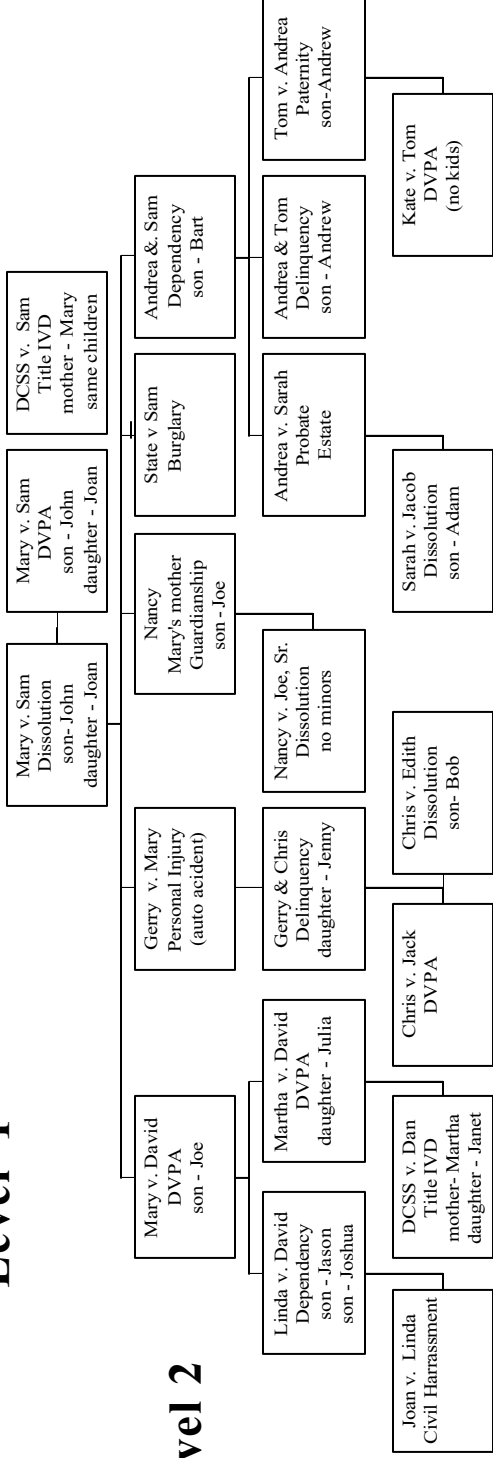 Level 1
Mary v. Sam
Dissolution
son- John
daughter - Joan
Mary v. Sam
DVPA
son - John
daughter - Joan
DCSS v. Sam
Title IVD
mother - Mary
same children
vel 2
Mary v. David
DVPA
son - Joe
Gerry v. Mary
Personal Injury
(auto acident)
Nancy
Mary's mother
Guardianship
son - Joe
State v Sam
Burglary
Andrea &. Sam
Dependency
son - Bart
Linda v. David
Dependency
son - Jason
son - Joshua
Martha v. David
DVPA
daughter - Julia
Gerry & Chris
Delinquency
daughter - Jenny
Nancy v. Joe, Sr.
Dissolution
no minors
Andrea v. Sarah
Probate
Estate
Andrea & Tom
Delinquency
son - Andrew
Tom v. Andrea
Paternity
son-Andrew
Joan v. Linda
Civil Harrassment
DCSS v. Dan
Title IVD
mother- Martha
daughter - Janet
Chris v. Jack
DVPA
Chris v. Edith
Dissolution
son- Bob
Sarah v. Jacob
Dissolution
son - Adam
Kate v. Tom
DVPA
(no kids)